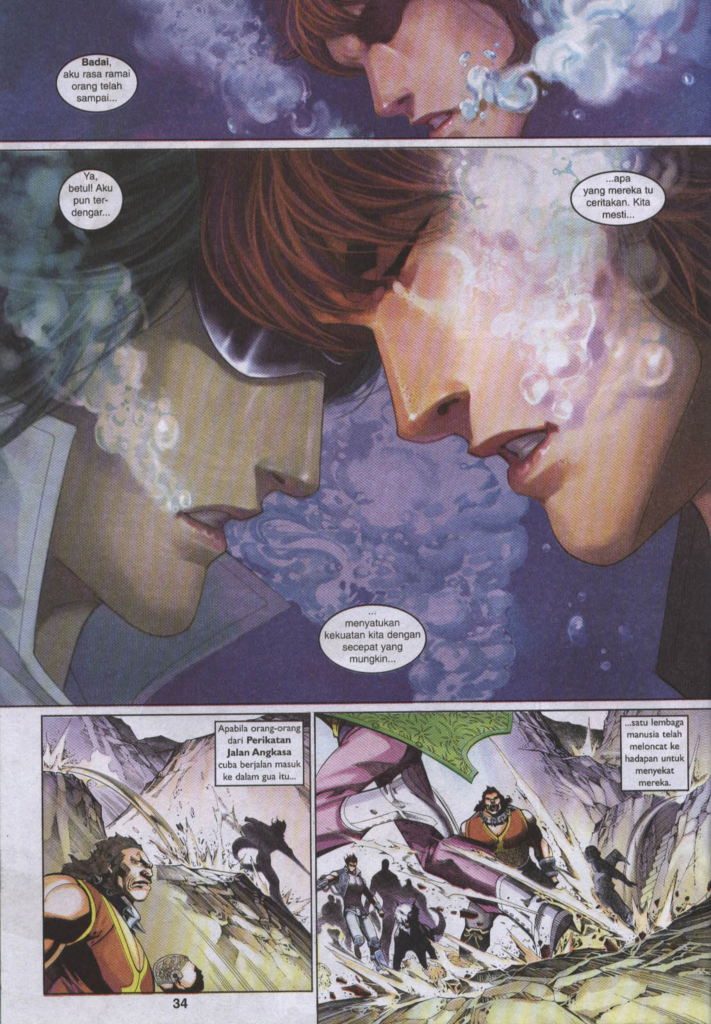 Badai,
aku rasa ramai
orang telah
sampai...
Ya,
betul! Aku
pun ter-
dengar...
...apa
yang mereka tu
ceritakan. Kita
mesti...
...
menyatukan
kekuatan kita dengan
secepat yang
mungkin...
Apabila orang-orang
dari Perikatan
Jalan Angkasa
cuba berjalan masuk
ke dalam gua itu...
...satu lembaga
manusia telah
meloncat ke
hadapan untuk
menyekat
mereka.
34